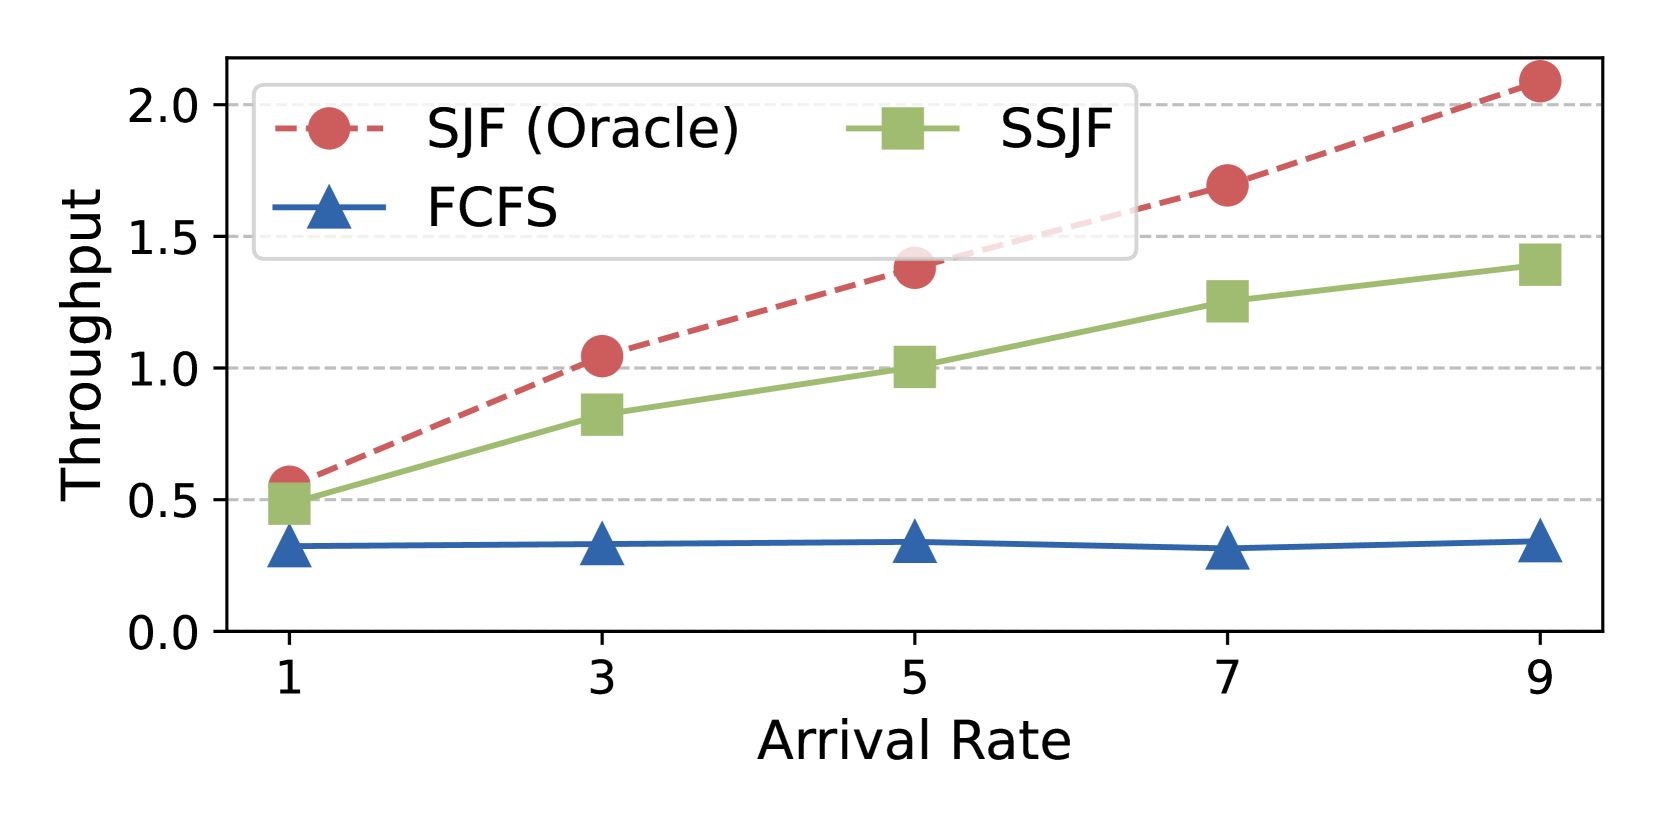 SJF (Oracle)
SSJF
FCFS
Throughput
2.0
1.5
1.0
0.5
0.0
1 3 5 7 9
Arrival Rate